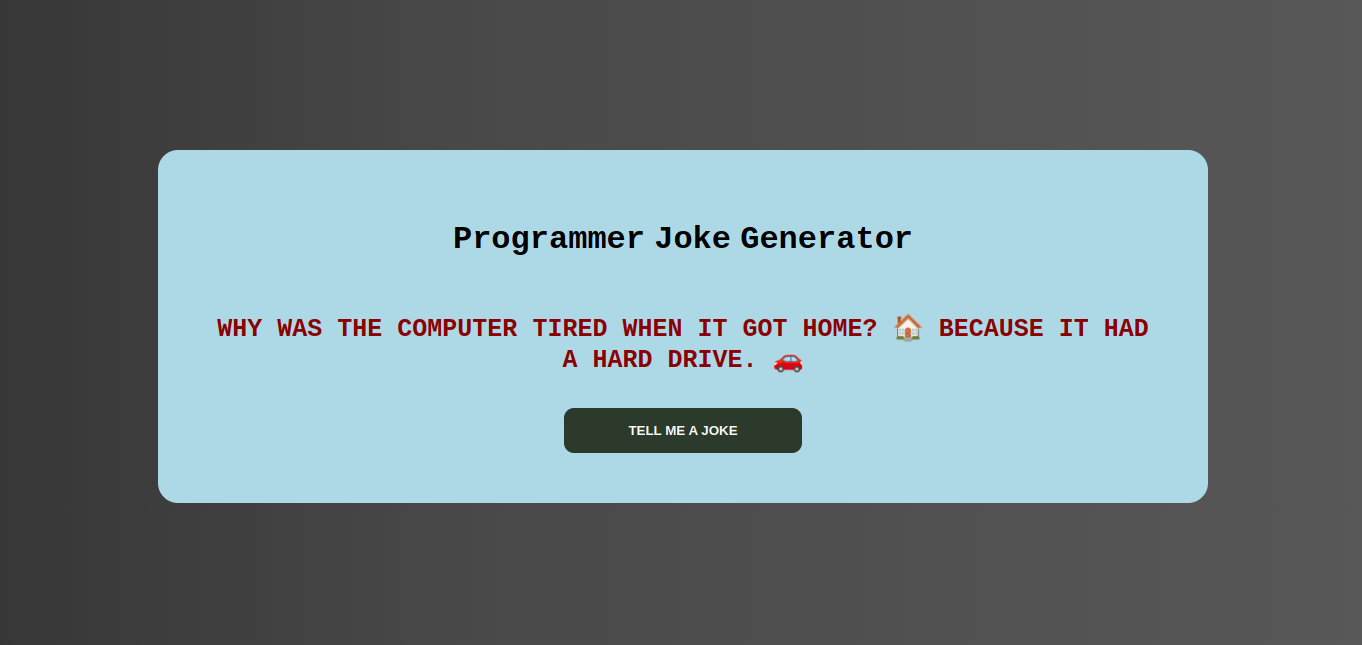 Programmer Joke Generator
WHY WAS THE COMPUTER TIRED WHEN IT GOT HOME? 🏠 BECAUSE IT HAD
A HARD DRIVE. 🚗
TELL ME A JOKE